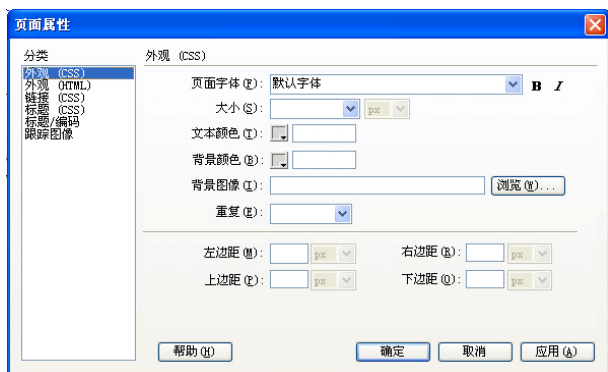 页面属性
分类
外观 (CSS)
外观 (HTML)
链接 (CSS)
标题 (CSS)
标题/编码
跟踪图像
外观 (CSS)
页面字体(F): 默认字体 B I
大小(S): px
文本颜色(T):
背景颜色(B):
背景图像(I): 浏览(W)...
重复(E):
左边距(M): px 右边距(R): px
上边距(P): px 下边距(O): px
帮助(H) 确定 取消 应用(A)